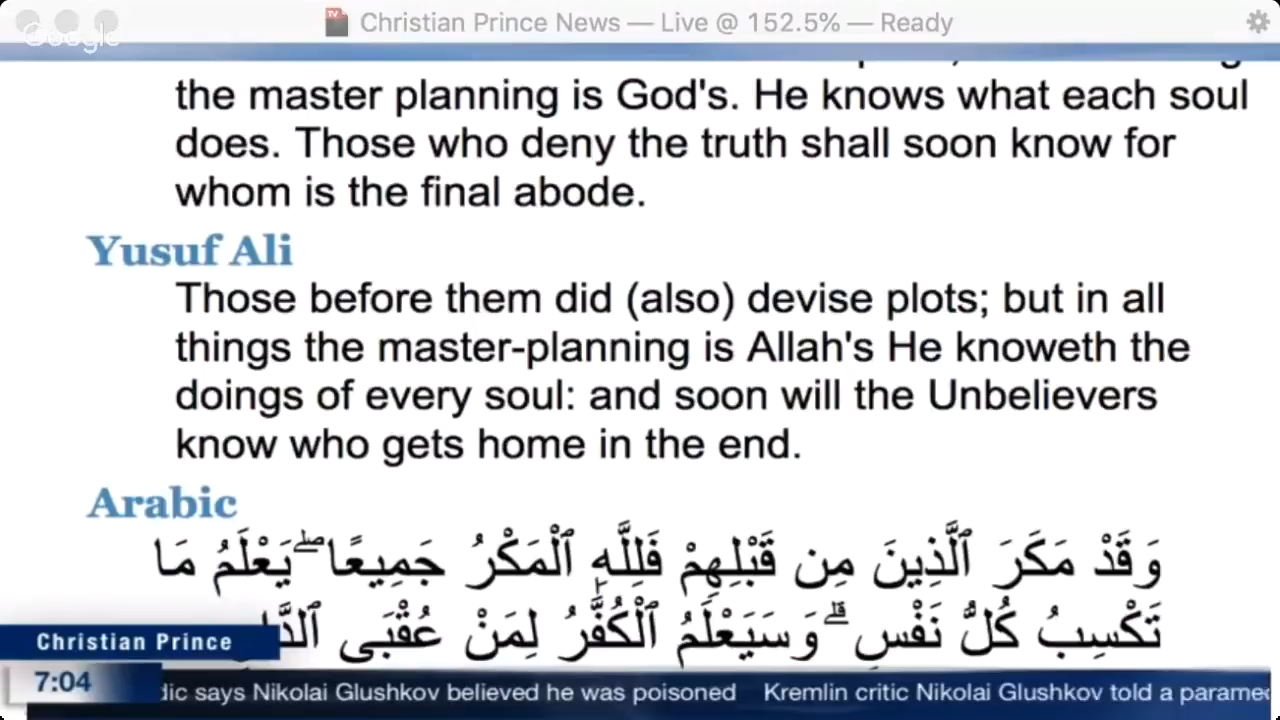 Christian Prince News — Live @ 152.5% — Ready
Google
the master planning is God's. He knows what each soul
does. Those who deny the truth shall soon know for
whom is the final abode.
Yusuf Ali
Those before them did (also) devise plots; but in all
things the master-planning is Allah's He knoweth the
doings of every soul: and soon will the Unbelievers
know who gets home in the end.
Arabic
وَقَدْ مَكَرَ ٱلَّذِينَ مِن قَبْلِهِمْ فَلِلَّهِ ٱلْمَكْرُ جَمِيعًا ۖ يَعْلَمُ مَا
تَكْسِبُ كُلُّ نَفْسٍ ۗ وَسَيَعْلَمُ ٱلْكُفَّـٰرُ لِمَنْ عُقْبَى
Christian Prince
7:04
dic says Nikolai Glushkov believed he was poisoned Kremlin critic Nikolai Glushkov told a parame